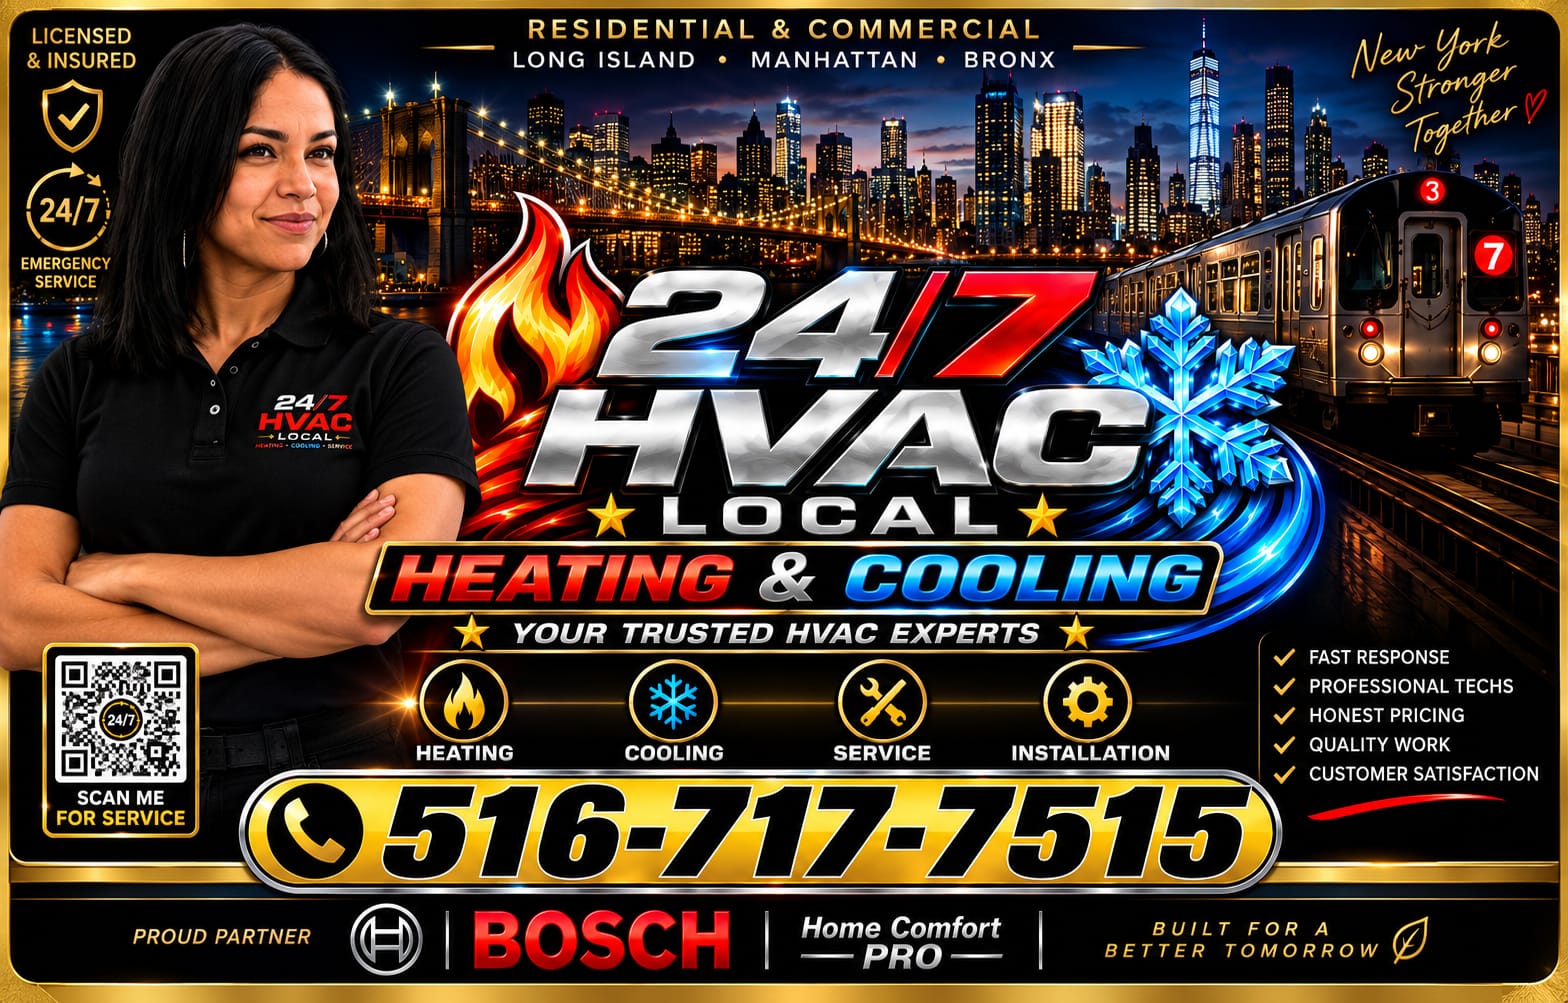 LICENSED
& INSURED
24/7
EMERGENCY
SERVICE
RESIDENTIAL & COMMERCIAL
LONG ISLAND • MANHATTAN • BRONX
New York
Stronger
Together
3
7
24/7
HVAC
LOCAL
HEATING & COOLING
YOUR TRUSTED HVAC EXPERTS
24/7
HVAC
LOCAL
HEATING • COOLING • SERVICE
HEATING
COOLING
SERVICE
INSTALLATION
FAST RESPONSE
PROFESSIONAL TECHS
HONEST PRICING
QUALITY WORK
CUSTOMER SATISFACTION
24/7
SCAN ME
FOR SERVICE
516-717-7515
PROUD PARTNER
BOSCH
Home Comfort
PRO
BUILT FOR A
BETTER TOMORROW